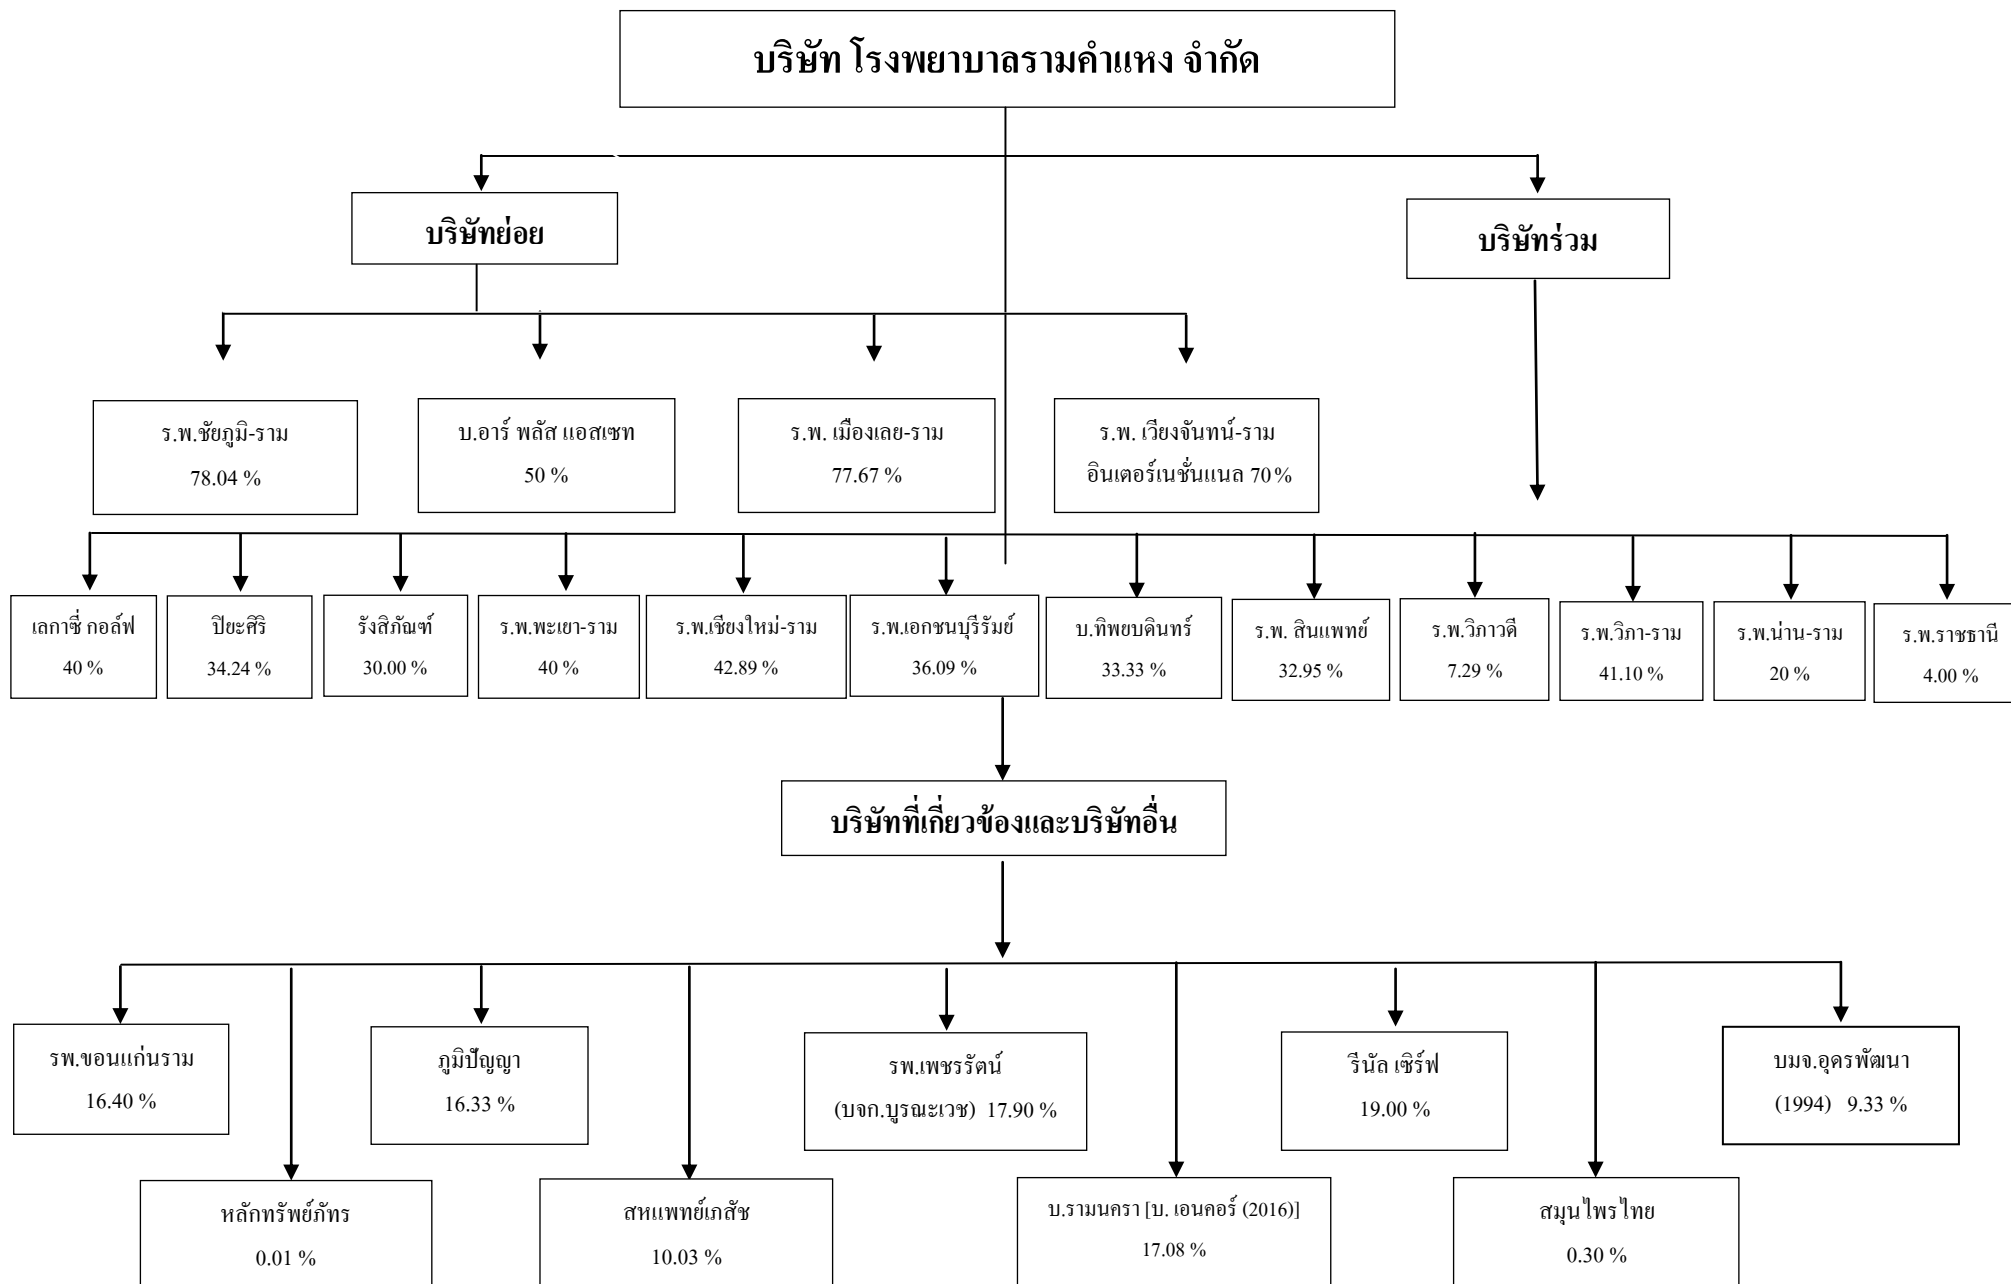 บริษัท โรงพยาบาลรามคำแหง จำกัด
บริษัทย่อย
บริษัทร่วม
ร.พ.ชัยภูมิ-ราม
78.04 %
บ.อาร์ พลัส แอสเซท
50 %
ร.พ. เมืองเลย-ราม
77.67 %
ร.พ. เวียงจันทน์-ราม
อินเตอร์เนชั่นแนล 70%
เลกาซี่ กอล์ฟ
40 %
ปิยะศิริ
34.24 %
รังสิภัณฑ์
30.00 %
ร.พ.พะเยา-ราม
40 %
ร.พ.เชียงใหม่-ราม
42.89 %
ร.พ.เอกชนบุรีรัมย์
36.09 %
บ.ทิพยบดินทร์
33.33 %
ร.พ. สินแพทย์
32.95 %
ร.พ.วิภาวดี
7.29 %
ร.พ.วิภา-ราม
41.10 %
ร.พ.น่าน-ราม
20 %
ร.พ.ราชธานี
4.00 %
บริษัทที่เกี่ยวข้องและบริษัทอื่น
รพ.ขอนแก่นราม
16.40 %
ภูมิปัญญา
16.33 %
รพ.เพชรรัตน์
(บจก.บูรณะเวช) 17.90 %
รีนัล เซิร์ฟ
19.00 %
บมจ.อุดรพัฒนา
(1994) 9.33 %
หลักทรัพย์ภัทร
0.01 %
สหแพทย์เภสัช
10.03 %
บ.รามนครา [บ. เอนคอร์ (2016)]
17.08 %
สมุนไพรไทย
0.30 %